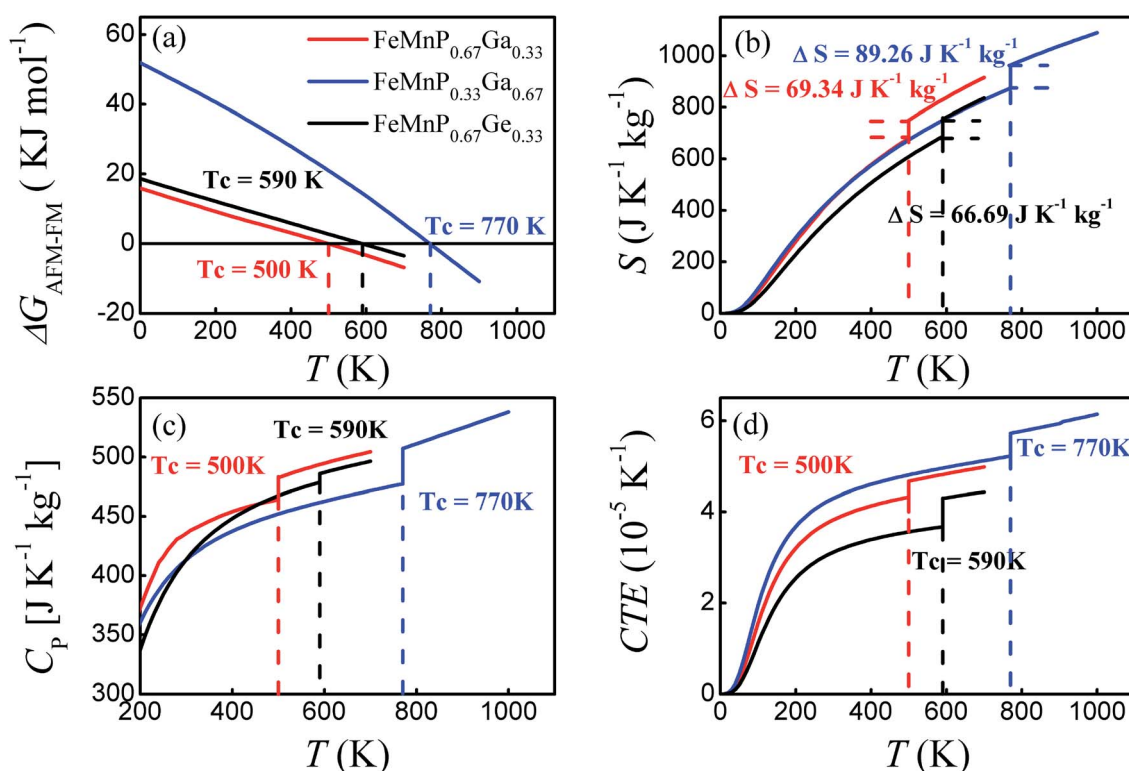 (a)
FeMnP0.67Ga0.33
FeMnP0.33Ga0.67
FeMnP0.67Ge0.33
Tc = 590 K
Tc = 770 K
Tc = 500 K
ΔG AFM-FM ( KJ mol-1)
60
40
20
0
-20
0 200 400 600 800 1000
T (K)
(b)
Δ S = 89.26 J K-1 kg-1
Δ S = 69.34 J K-1 kg-1
Δ S = 66.69 J K-1 kg-1
S (J K-1 kg-1)
1000
800
600
400
200
0
0 200 400 600 800 1000
T (K)
(c)
Tc = 590K
Tc = 500K
Tc = 770K
CP [J K-1 kg-1)
550
500
450
400
350
300
200 400 600 800 1000
T (K)
(d)
Tc = 500K
Tc = 770K
Tc = 590K
CTE (10-5 K-1)
6
4
2
0
0 200 400 600 800 1000
T (K)